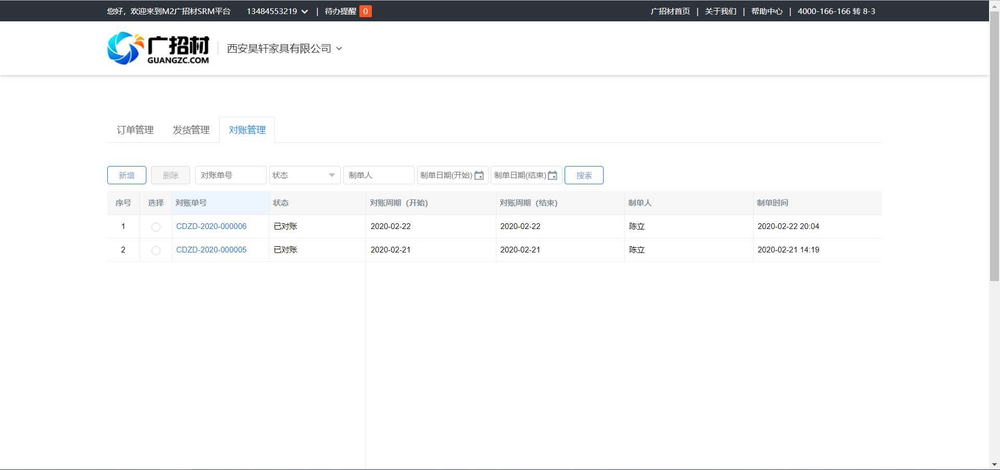 您好，欢迎来到M2广招材SRM平台 13484553219 | 待办提醒 0 广招材首页 | 关于我们 | 帮助中心 | 4000-166-166 转 8-3
广招材
GUANGZC.COM
西安昊轩家具有限公司
订单管理 发货管理 对账管理
新增 删除 对账单号 状态 制单人 制单日期(开始) 制单日期(结束) 搜索
序号 选择 对账单号 状态 对账周期（开始） 对账周期（结束） 制单人 制单时间
1 CDZD-2020-000006 已对账 2020-02-22 2020-02-22 陈立 2020-02-22 20:04
2 CDZD-2020-000005 已对账 2020-02-21 2020-02-21 陈立 2020-02-21 14:19